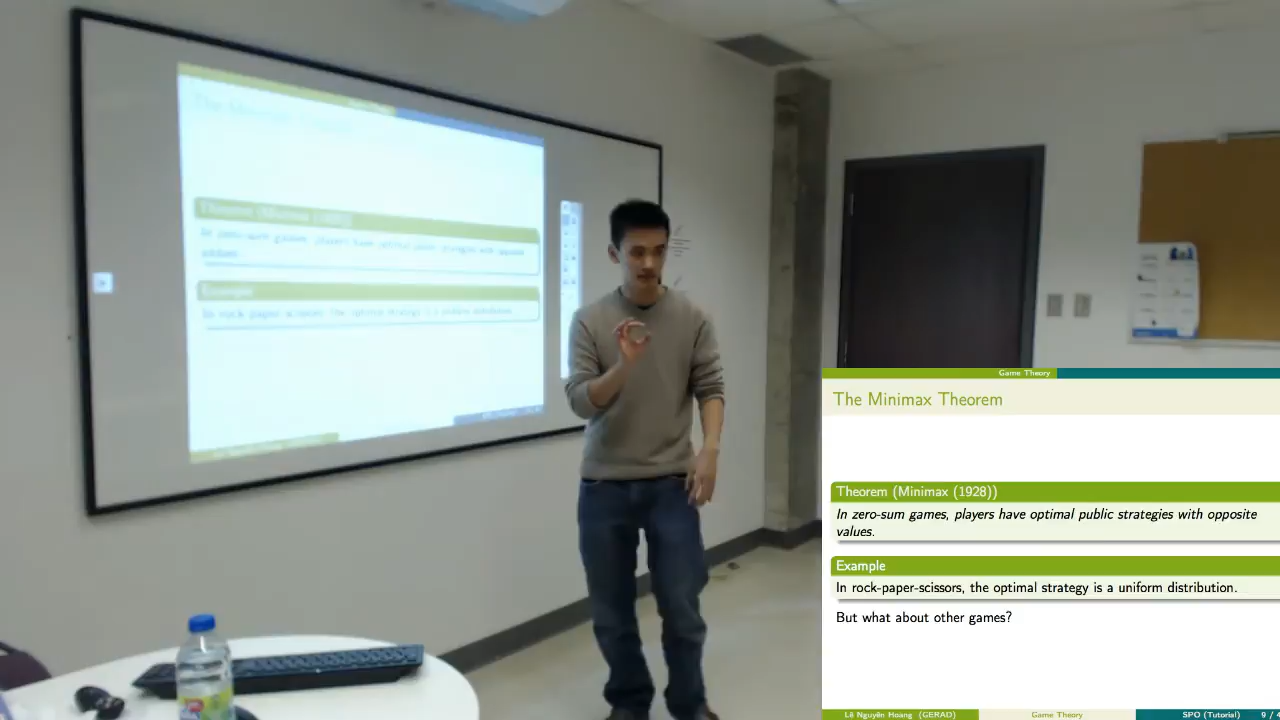 Game Theory
The Minimax Theorem
Theorem (Minimax (1928))
In zero-sum games, players have optimal public strategies with opposite
values.
Example
In rock-paper-scissors, the optimal strategy is a uniform distribution.
But what about other games?
Lê Nguyên Hoang (GERAD)
Game Theory
SPO (Tutorial)
9 / 4